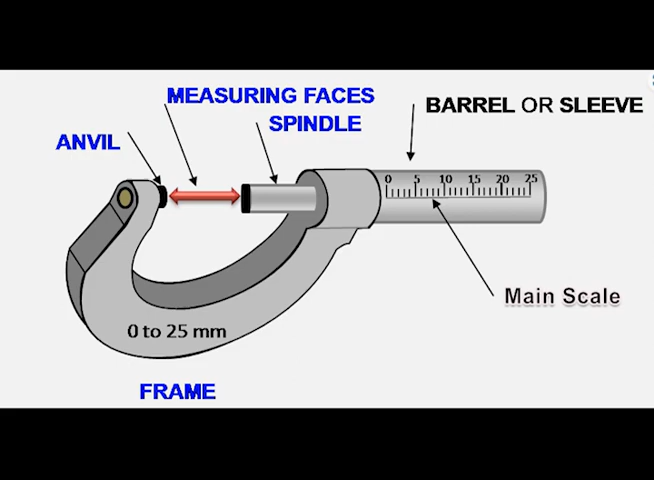 MEASURING FACES
BARREL OR SLEEVE
SPINDLE
ANVIL
0 5 10 15 20 25
Main Scale
0 to 25 mm
FRAME